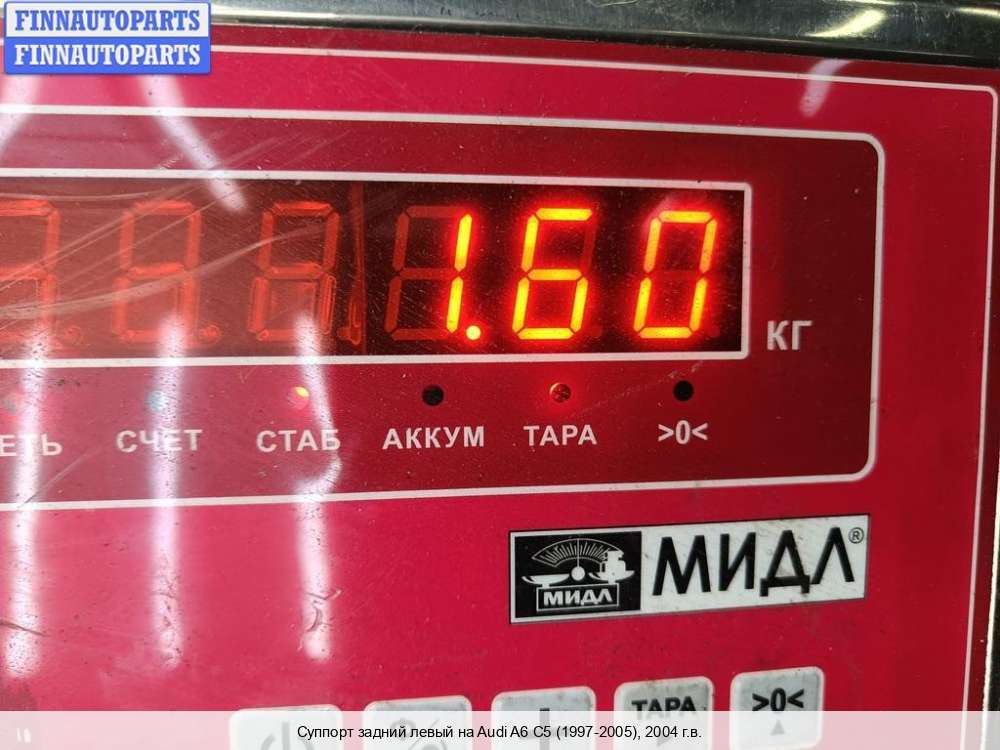 FINNAUTOPARTS
FINNAUTOPARTS
1.60
КГ
СЧЕТ СТАБ АККУМ ТАРА >0<
МИДЛ
МИДЛ®
ТАРА >0<
Суппорт задний левый на Audi A6 C5 (1997-2005), 2004 г.в.